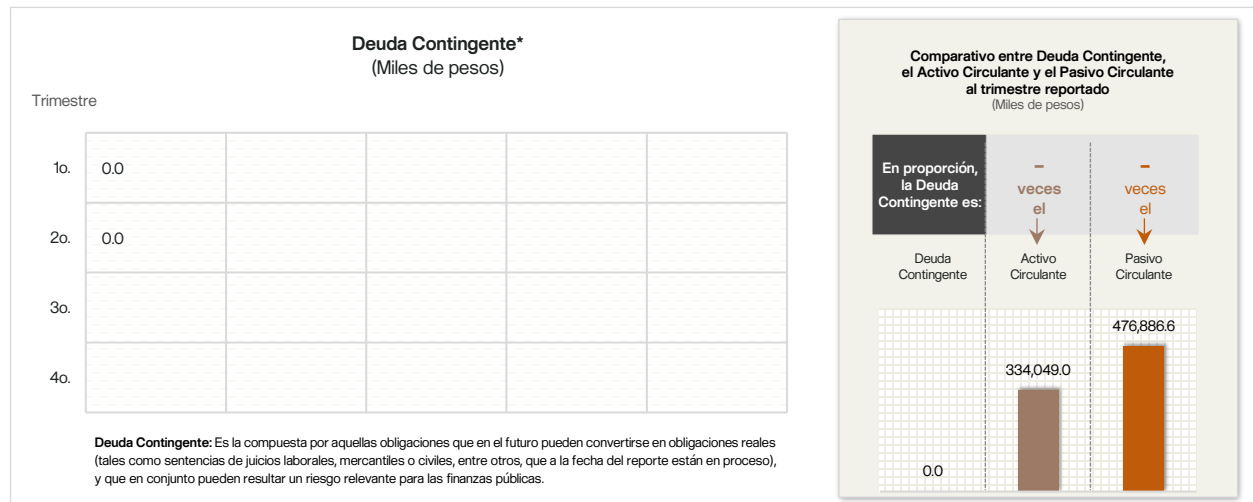 Deuda Contingente*
(Miles de pesos)
Trimestre
1o. 0.0
2o. 0.0
3o.
4o.
Deuda Contingente: Es la compuesta por aquellas obligaciones que en el futuro pueden convertirse en obligaciones reales
(tales como sentencias de juicios laborales, mercantiles o civiles, entre otros, que a la fecha del reporte están en proceso),
y que en conjunto pueden resultar un riesgo relevante para las finanzas públicas.
Comparativo entre Deuda Contingente,
el Activo Circulante y el Pasivo Circulante
al trimestre reportado
(Miles de pesos)
En proporción,
la Deuda
Contingente es:
–
veces
el
–
veces
el
Deuda
Contingente
Activo
Circulante
Pasivo
Circulante
0.0
334,049.0
476,886.6